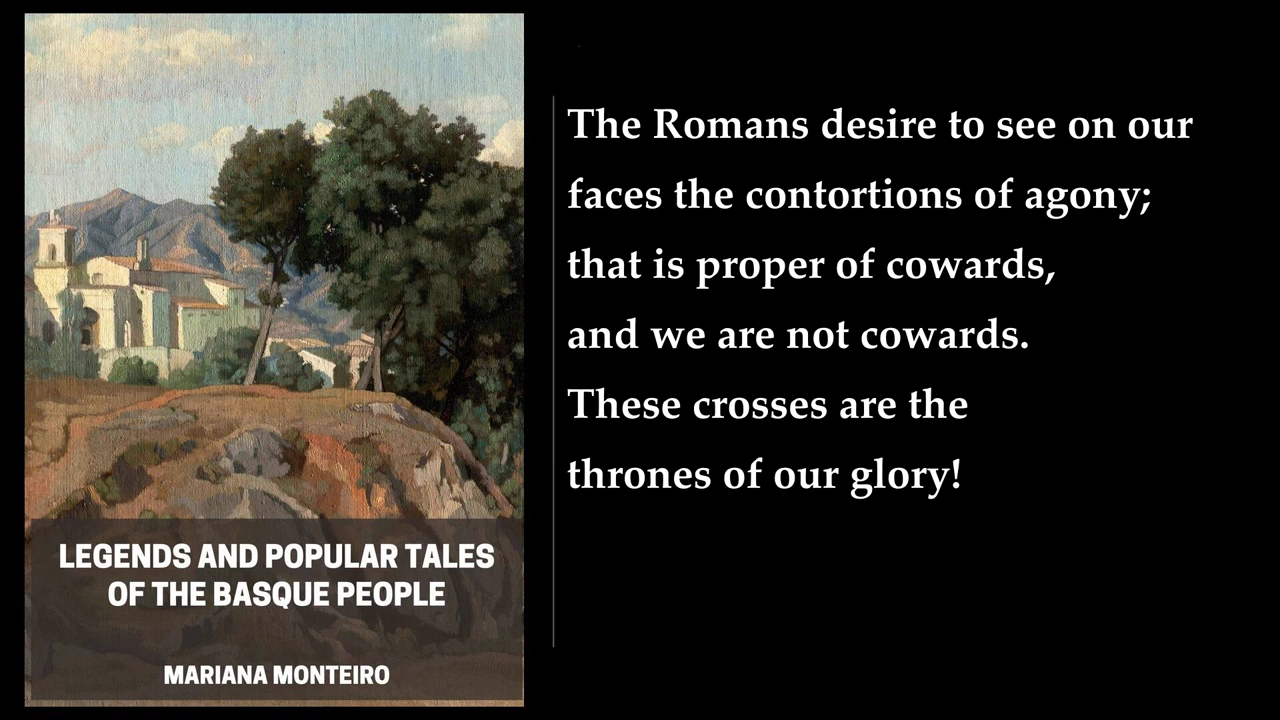 LEGENDS AND POPULAR TALES
OF THE BASQUE PEOPLE
MARIANA MONTEIRO
The Romans desire to see on our
faces the contortions of agony;
that is proper of cowards,
and we are not cowards.
These crosses are the
thrones of our glory!